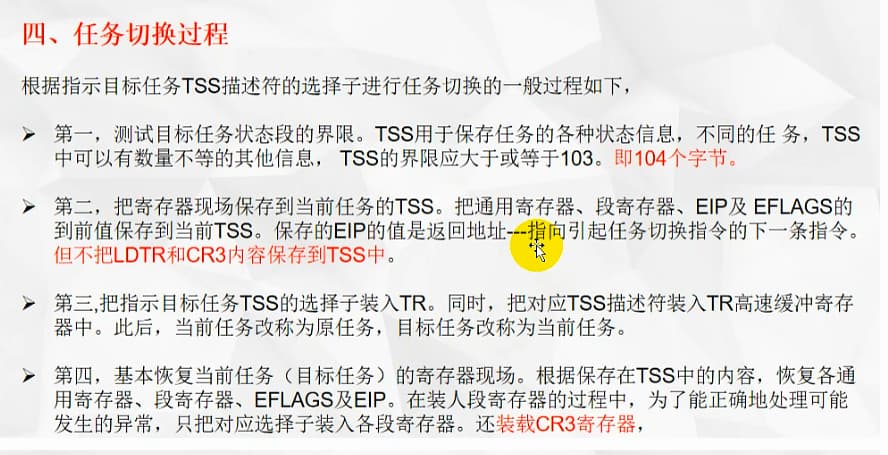 四、任务切换过程
根据指示目标任务TSS描述符的选择子进行任务切换的一般过程如下，
➢ 第一，测试目标任务状态段的界限。TSS用于保存任务的各种状态信息，不同的任 务，TSS
中可以有数量不等的其他信息， TSS的界限应大于或等于103。即104个字节。
➢ 第二，把寄存器现场保存到当前任务的TSS。把通用寄存器、段寄存器、EIP及 EFLAGS的
到前值保存到当前TSS。保存的EIP的值是返回地址---指向引起任务切换指令的下一条指令。
但不把LDTR和CR3内容保存到TSS中。
➢ 第三,把指示目标任务TSS的选择子装入TR。同时，把对应TSS描述符装入TR高速缓冲寄存
器中。此后，当前任务改称为原任务，目标任务改称为当前任务。
➢ 第四，基本恢复当前任务（目标任务）的寄存器现场。根据保存在TSS中的内容，恢复各通
用寄存器、段寄存器、EFLAGS及EIP。在装人段寄存器的过程中，为了能正确地处理可能
发生的异常，只把对应选择子装入各段寄存器。还装载CR3寄存器，